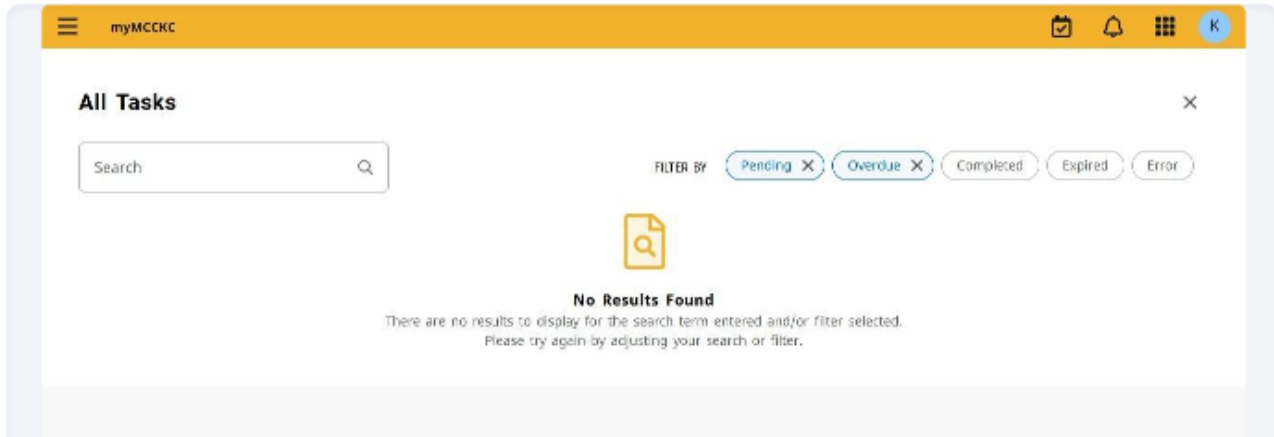 myMCCKC
K
All Tasks
Search
FILTER BY Pending Overdue Completed Expired Error
No Results Found
There are no results to display for the search term entered and/or filter selected.
Please try again by adjusting your search or filter.